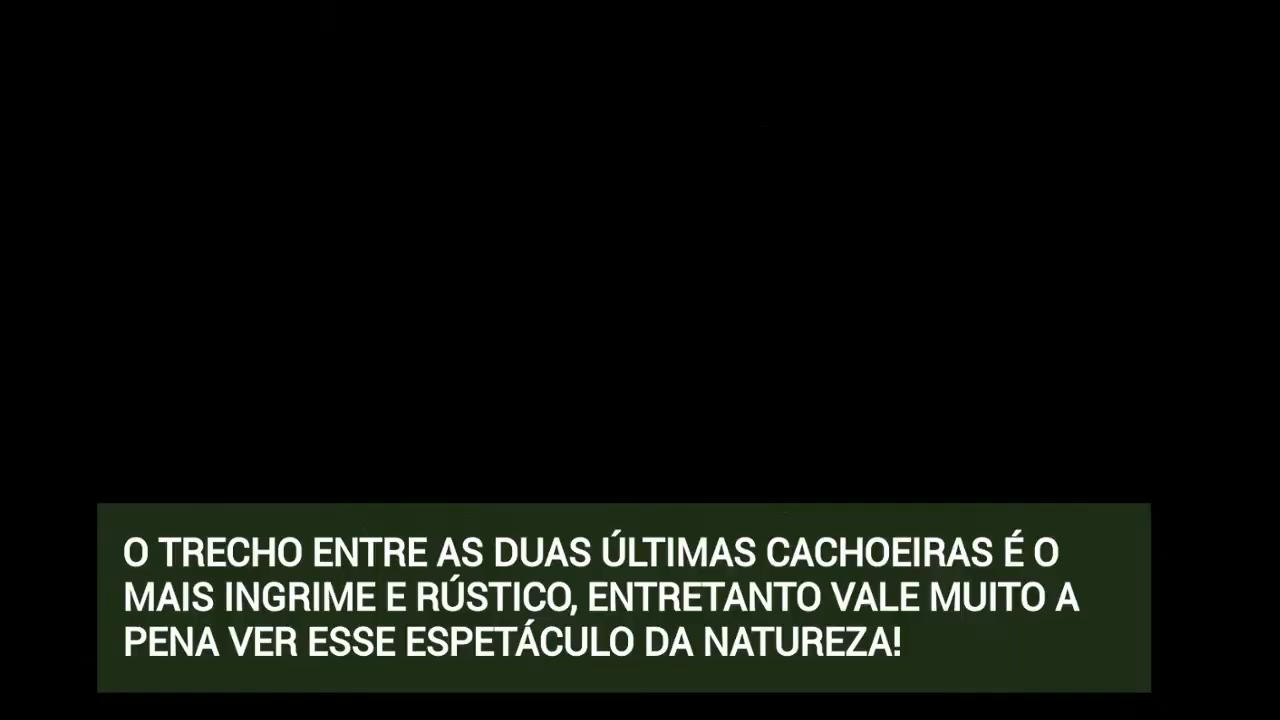 O TRECHO ENTRE AS DUAS ÚLTIMAS CACHOEIRAS É O
MAIS INGRIME E RÚSTICO, ENTRETANTO VALE MUITO A
PENA VER ESSE ESPETÁCULO DA NATUREZA!